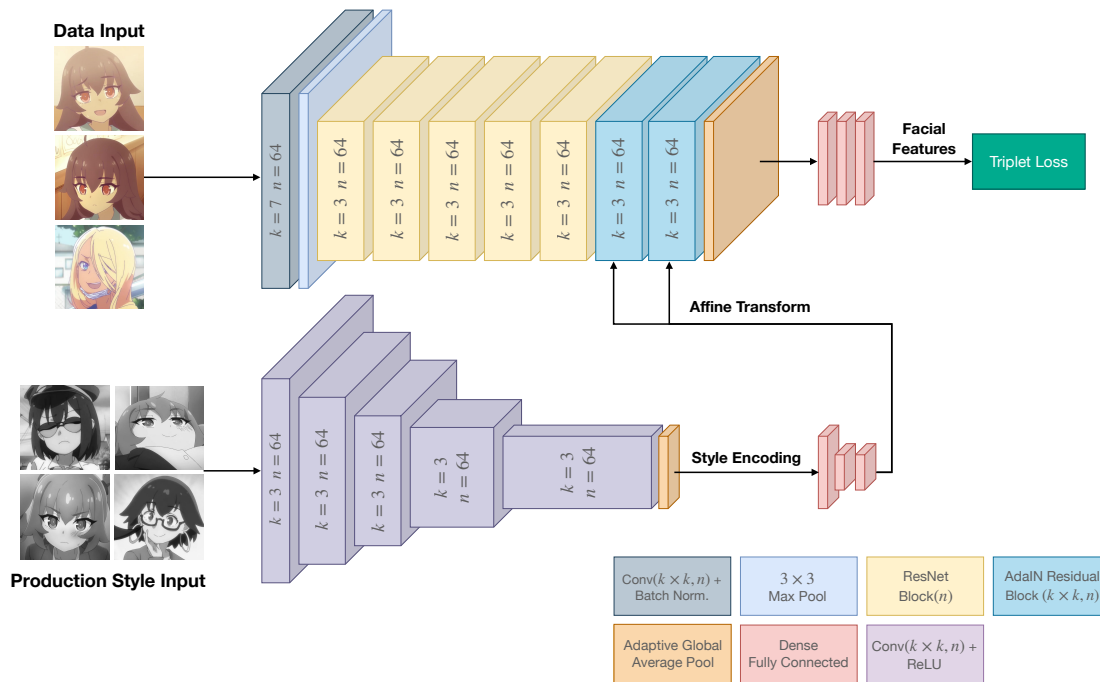 Data Input
k = 7 n = 64
k = 3 n = 64
k = 3 n = 64
k = 3 n = 64
k = 3 n = 64
k = 3 n = 64
k = 3 n = 64
k = 3 n = 64
Facial
Features
Triplet Loss
Affine Transform
Production Style Input
k = 3 n = 64
k = 3 n = 64
k = 3 n = 64
k = 3
n = 64
k = 3
n = 64
Style Encoding
Conv(k × k, n) +
Batch Norm.
3 × 3
Max Pool
ResNet
Block(n)
AdaIN Residual
Block (k × k, n)
Adaptive Global
Average Pool
Dense
Fully Connected
Conv(k × k, n) +
ReLU